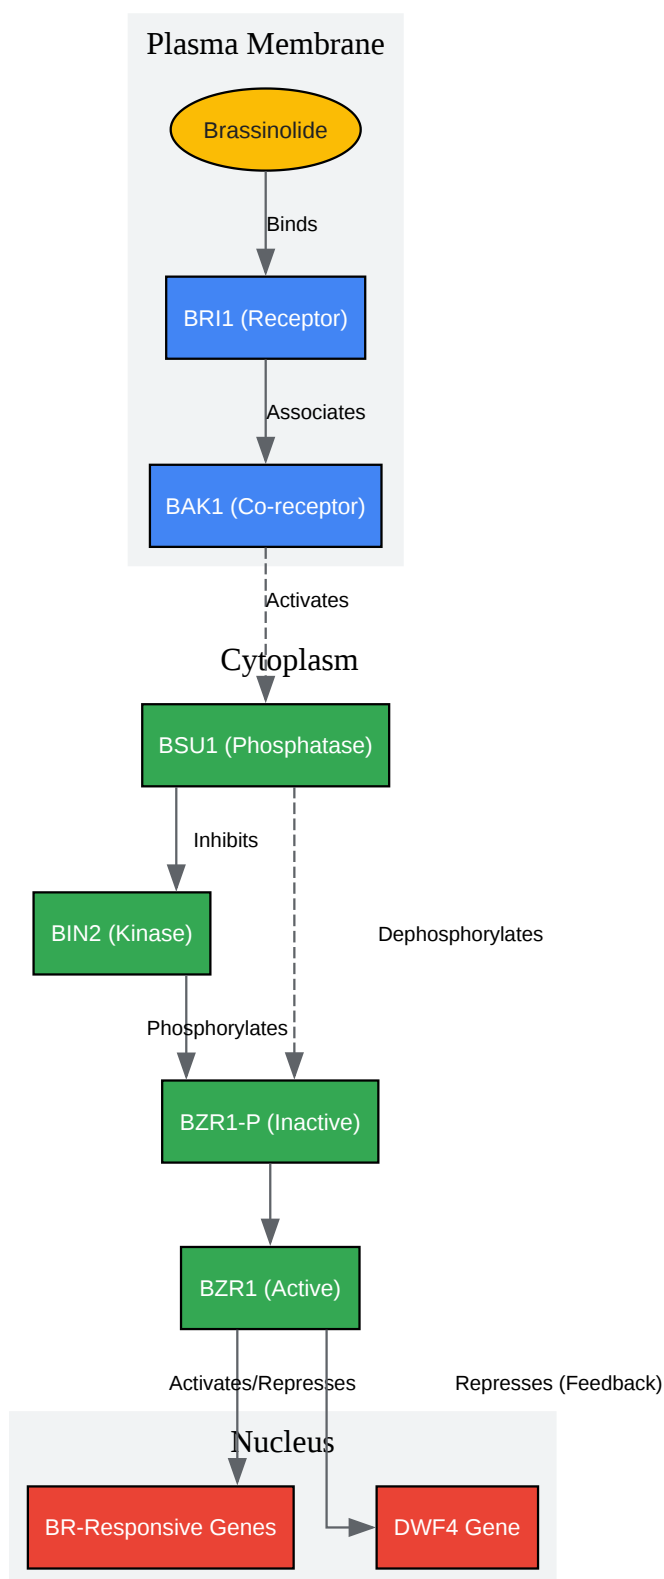 Plasma Membrane
Brassinolide
Binds
BRI1 (Receptor)
Associates
BAK1 (Co-receptor)
Activates
Cytoplasm
BSU1 (Phosphatase)
Inhibits
BIN2 (Kinase)
Dephosphorylates
Phosphorylates
BZR1-P (Inactive)
BZR1 (Active)
Activates/Represses
Represses (Feedback)
Nucleus
BR-Responsive Genes
DWF4 Gene